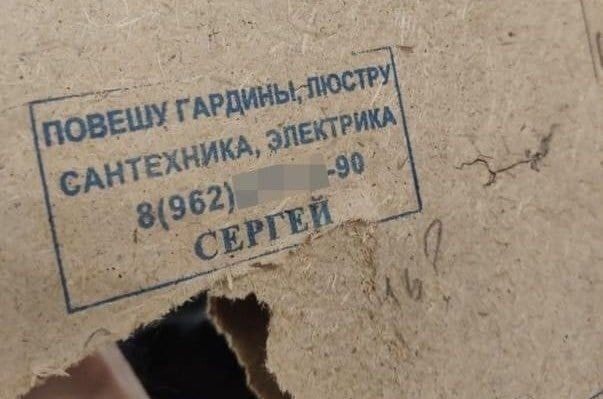 ПОВЕШУ ГАРДИНЫ, ЛЮСТРУ
САНТЕХНИКА, ЭЛЕКТРИКА
8(962) -90
СЕРГЕЙ